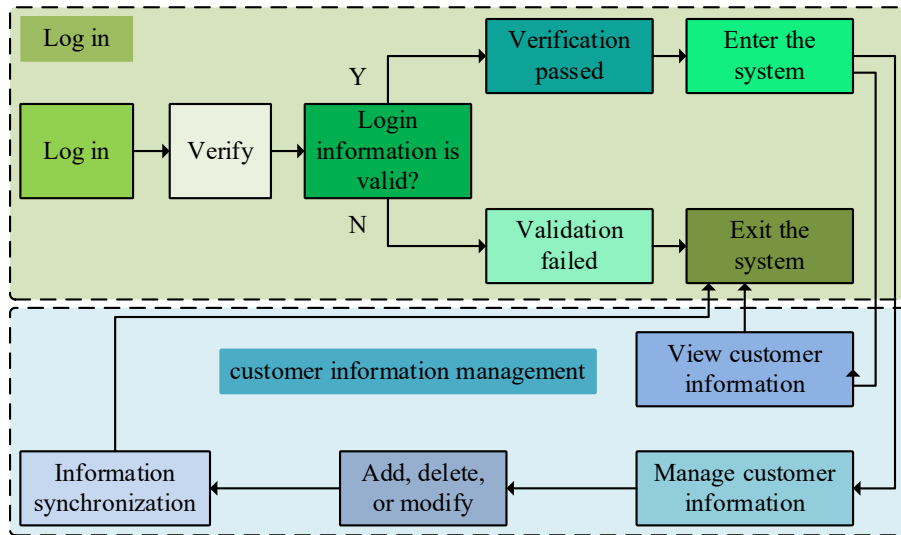 Log in
Y
Verification
passed
Enter the
system
Log in
Verify
Login
information is
valid?
N
Validation
failed
Exit the
system
customer information management
View customer
information
Information
synchronization
Add, delete,
or modify
Manage customer
information